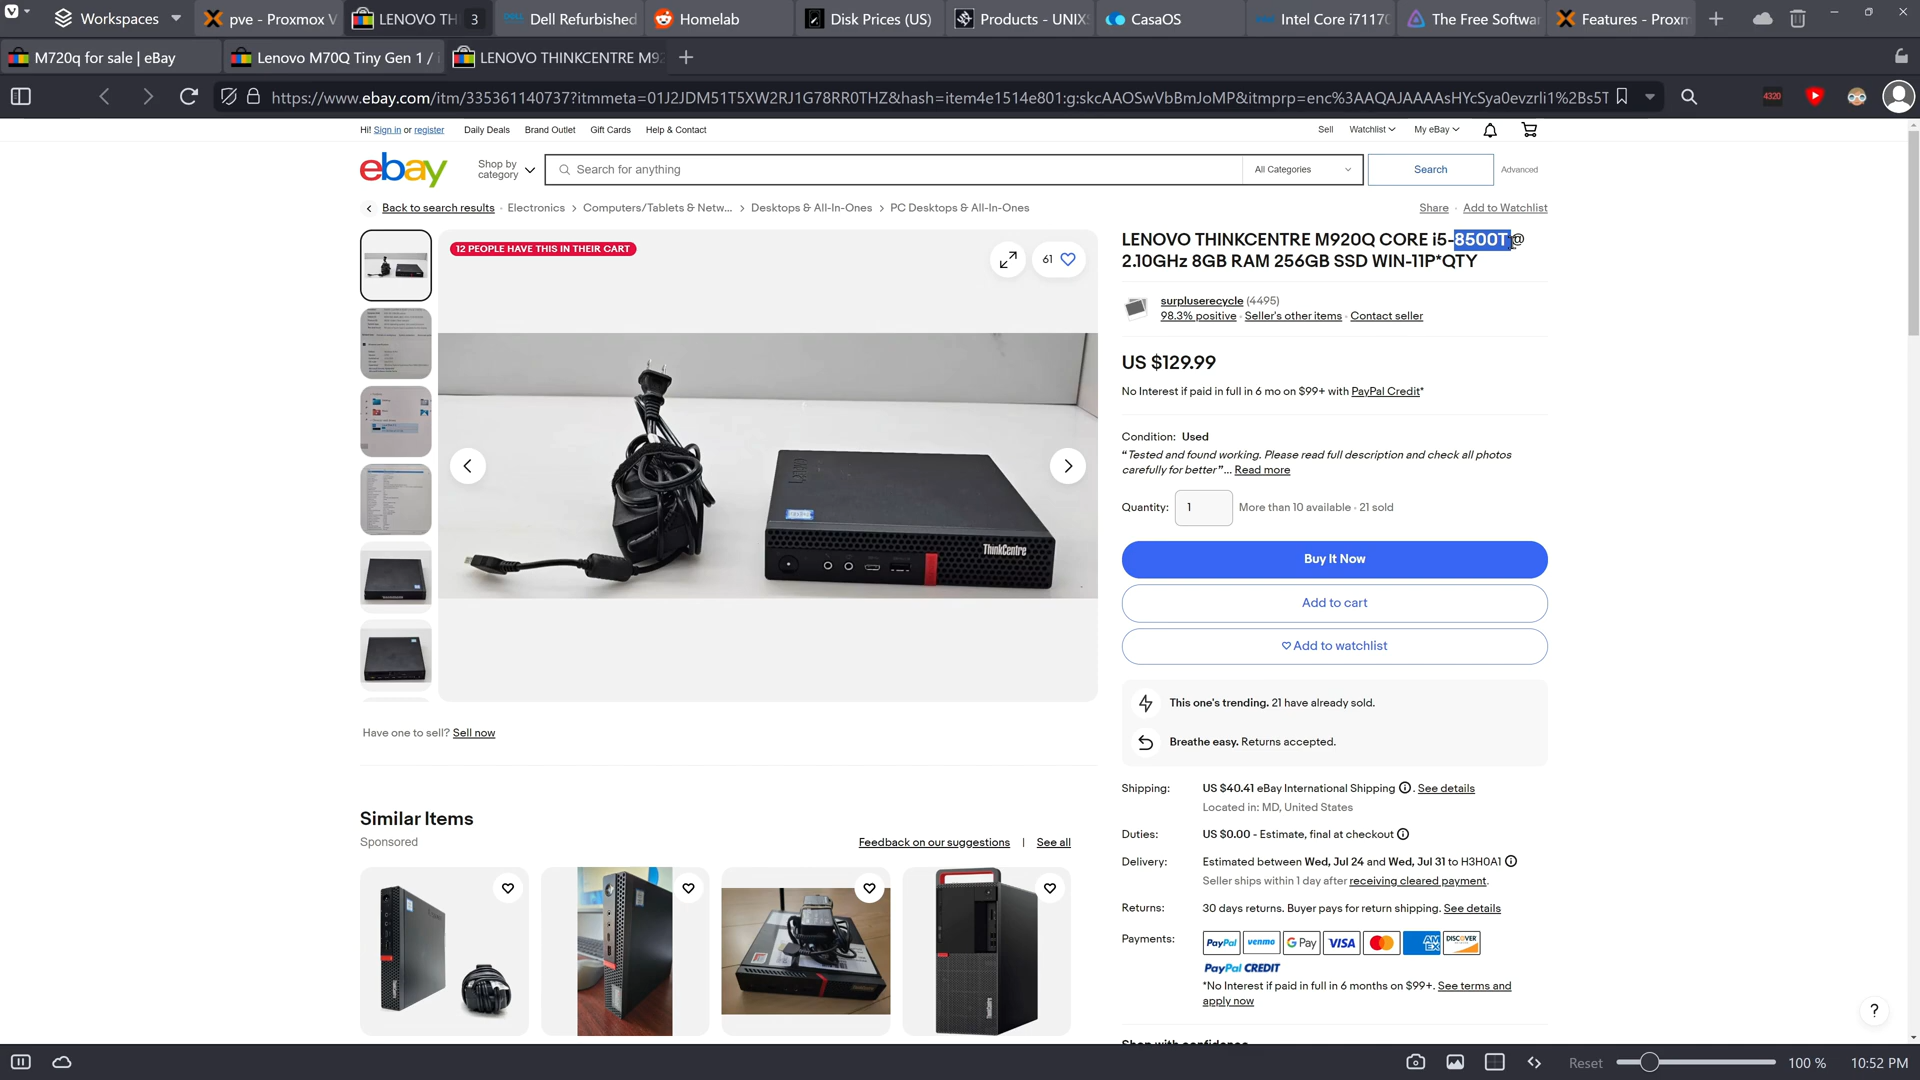 Workspaces
pve - Proxmox V
LENOVO TH
3
Dell Refurbished
Homelab
Disk Prices (US)
Products - UNIX
CasaOS
Intel Core i71170
The Free Softwar
Features - Proxm
M720q for sale | eBay
Lenovo M70Q Tiny Gen 1 / i
LENOVO THINKCENTRE M92
https://www.ebay.com/itm/335361140737?itmmeta=01J2JDM51T5XW2RJ1G78RR0THZ&hash=item4e1514e801:g:skcAAOSwVbBmJoMP&itmprp=enc%3AAQAJAAAAsHYcSya0evzrli1%2Bs5T
4320
Hi! Sign in or register
Daily Deals
Brand Outlet
Gift Cards
Help & Contact
Sell
Watchlist
My eBay
ebay
Shop by
category
Search for anything
All Categories
Search
Advanced
Back to search results
Electronics
Computers/Tablets & Netw...
Desktops & All-In-Ones
PC Desktops & All-In-Ones
Share
Add to Watchlist
12 PEOPLE HAVE THIS IN THEIR CART
61
ThinkCentre
LENOVO THINKCENTRE M920Q CORE i5-8500T @
2.10GHz 8GB RAM 256GB SSD WIN-11P*QTY
surpluserecycle (4495)
98.3% positive · Seller's other items · Contact seller
US $129.99
No Interest if paid in full in 6 mo on $99+ with PayPal Credit*
Condition: Used
“Tested and found working. Please read full description and check all photos
carefully for better”... Read more
Quantity: 1 More than 10 available · 21 sold
Buy It Now
Add to cart
Add to watchlist
This one's trending. 21 have already sold.
Breathe easy. Returns accepted.
Have one to sell? Sell now
Shipping: US $40.41 eBay International Shipping . See details
Located in: MD, United States
Duties: US $0.00 - Estimate, final at checkout
Delivery: Estimated between Wed, Jul 24 and Wed, Jul 31 to H3H0A1
Seller ships within 1 day after receiving cleared payment.
Returns: 30 days returns. Buyer pays for return shipping. See details
Payments: PayPal venmo G Pay VISA AM EX DISCOVER
PayPal CREDIT
*No Interest if paid in full in 6 months on $99+. See terms and
apply now
Similar Items
Sponsored
Feedback on our suggestions | See all
Shop with confidence
?
Reset
100 %
10:52 PM